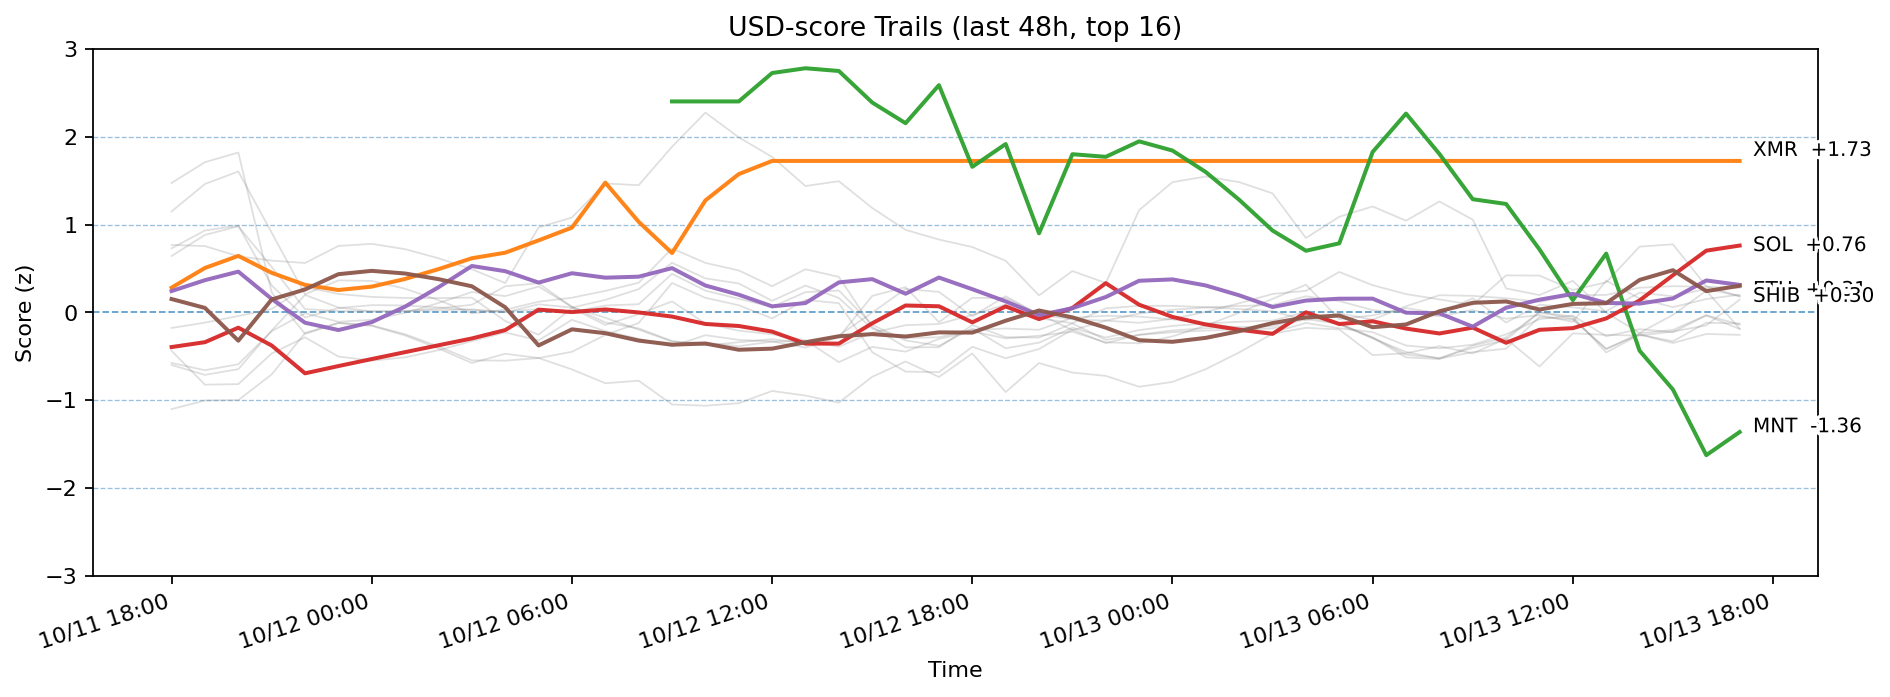 USD-score Trails (last 48h, top 16)
Score (z)
3
2
1
0
−1
−2
−3
XMR +1.73
SOL +0.76
SHIB +0.30
MNT -1.36
10/11 18:00
10/12 00:00
10/12 06:00
10/12 12:00
10/12 18:00
10/13 00:00
10/13 06:00
10/13 12:00
10/13 18:00
Time